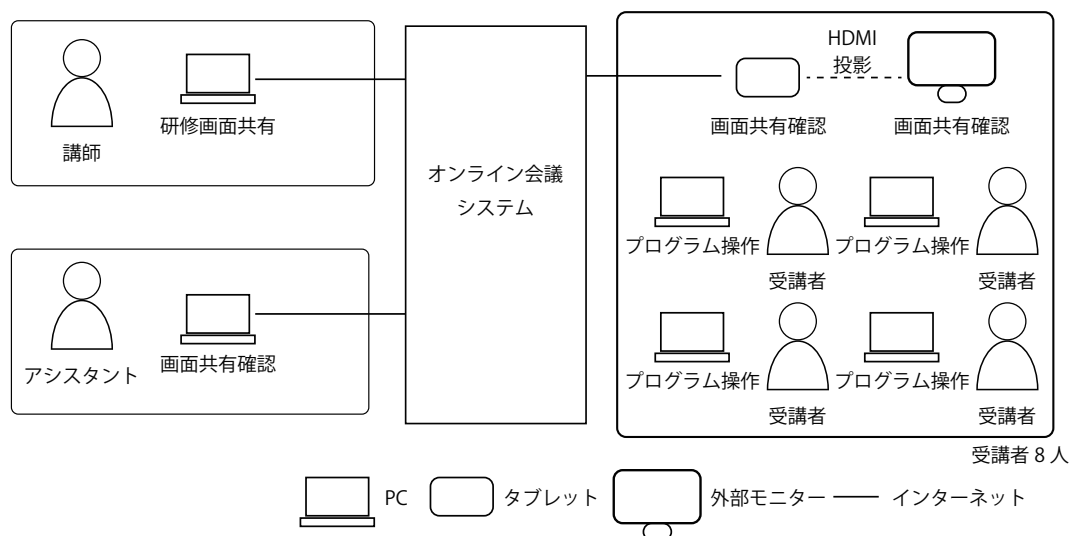 講師
研修画面共有
アシスタント
画面共有確認
オンライン会議
システム
HDMI
投影
画面共有確認
画面共有確認
プログラム操作
受講者
プログラム操作
受講者
プログラム操作
受講者
プログラム操作
受講者
受講者 8 人
PC
タブレット
外部モニター
インターネット